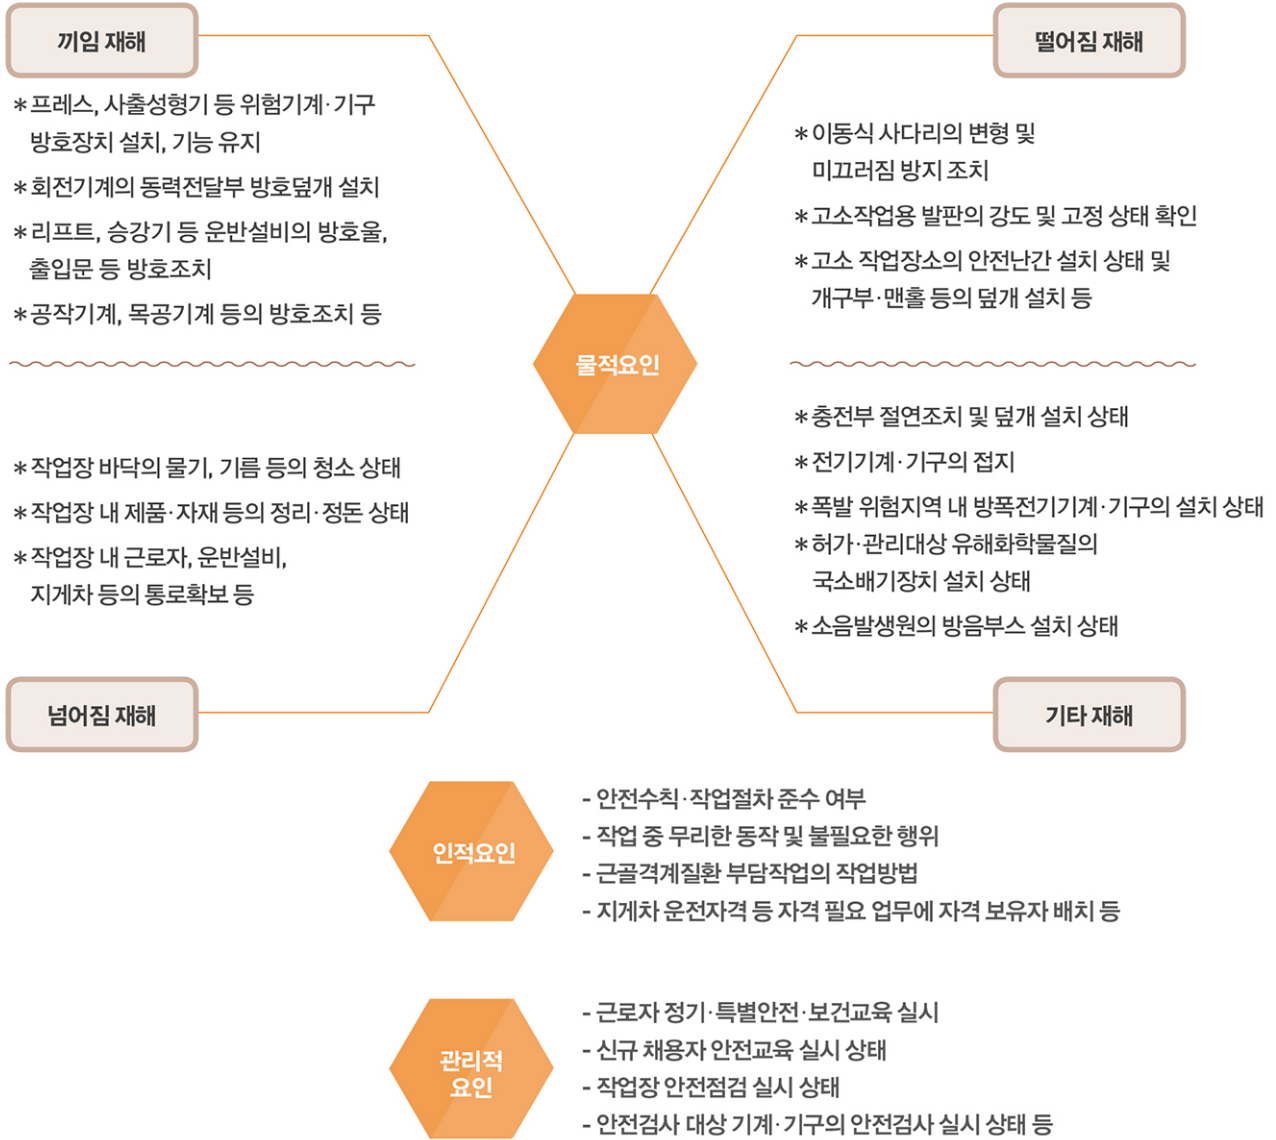 끼임 재해
* 프레스, 사출성형기 등 위험기계·기구
방호장치 설치, 기능 유지
* 회전기계의 동력전달부 방호덮개 설치
* 리프트, 승강기 등 운반설비의 방호울,
출입문 등 방호조치
* 공작기계, 목공기계 등의 방호조치 등
떨어짐 재해
* 이동식 사다리의 변형 및
미끄러짐 방지 조치
* 고소작업용 발판의 강도 및 고정 상태 확인
* 고소 작업장소의 안전난간 설치 상태 및
개구부·맨홀 등의 덮개 설치 등
물적요인
* 작업장 바닥의 물기, 기름 등의 청소 상태
* 작업장 내 제품·자재 등의 정리·정돈 상태
* 작업장 내 근로자, 운반설비,
지게차 등의 통로확보 등
넘어짐 재해
* 충전부 절연조치 및 덮개 설치 상태
* 전기기계·기구의 접지
* 폭발 위험지역 내 방폭전기기계·기구의 설치 상태
* 허가·관리대상 유해화학물질의
국소배기장치 설치 상태
* 소음발생원의 방음부스 설치 상태
기타 재해
인적요인
- 안전수칙·작업절차 준수 여부
- 작업 중 무리한 동작 및 불필요한 행위
- 근골격계질환 부담작업의 작업방법
- 지게차 운전자격 등 자격 필요 업무에 자격 보유자 배치 등
관리적
요인
- 근로자 정기·특별안전·보건교육 실시
- 신규 채용자 안전교육 실시 상태
- 작업장 안전점검 실시 상태
- 안전검사 대상 기계·기구의 안전검사 실시 상태 등